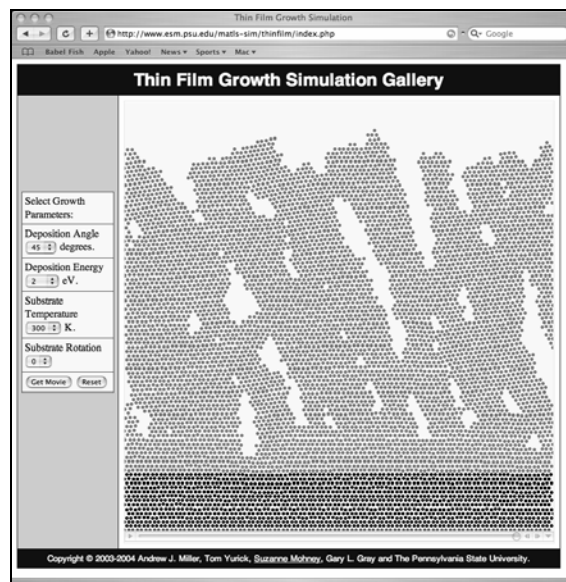 Thin Film Growth Simulation
http://www.esm.psu.edu/matls-sim/thinfilm/index.php
Google
Babel Fish Apple Yahoo! News Sports Mac
Thin Film Growth Simulation Gallery
Select Growth
Parameters:
Deposition Angle
45 degrees.
Deposition Energy
2 eV.
Substrate
Temperature
300 K.
Substrate Rotation
0
Get Movie Reset
Copyright © 2003-2004 Andrew J. Miller, Tom Yurick, Suzanne Mohney, Gary L. Gray and The Pennsylvania State University.